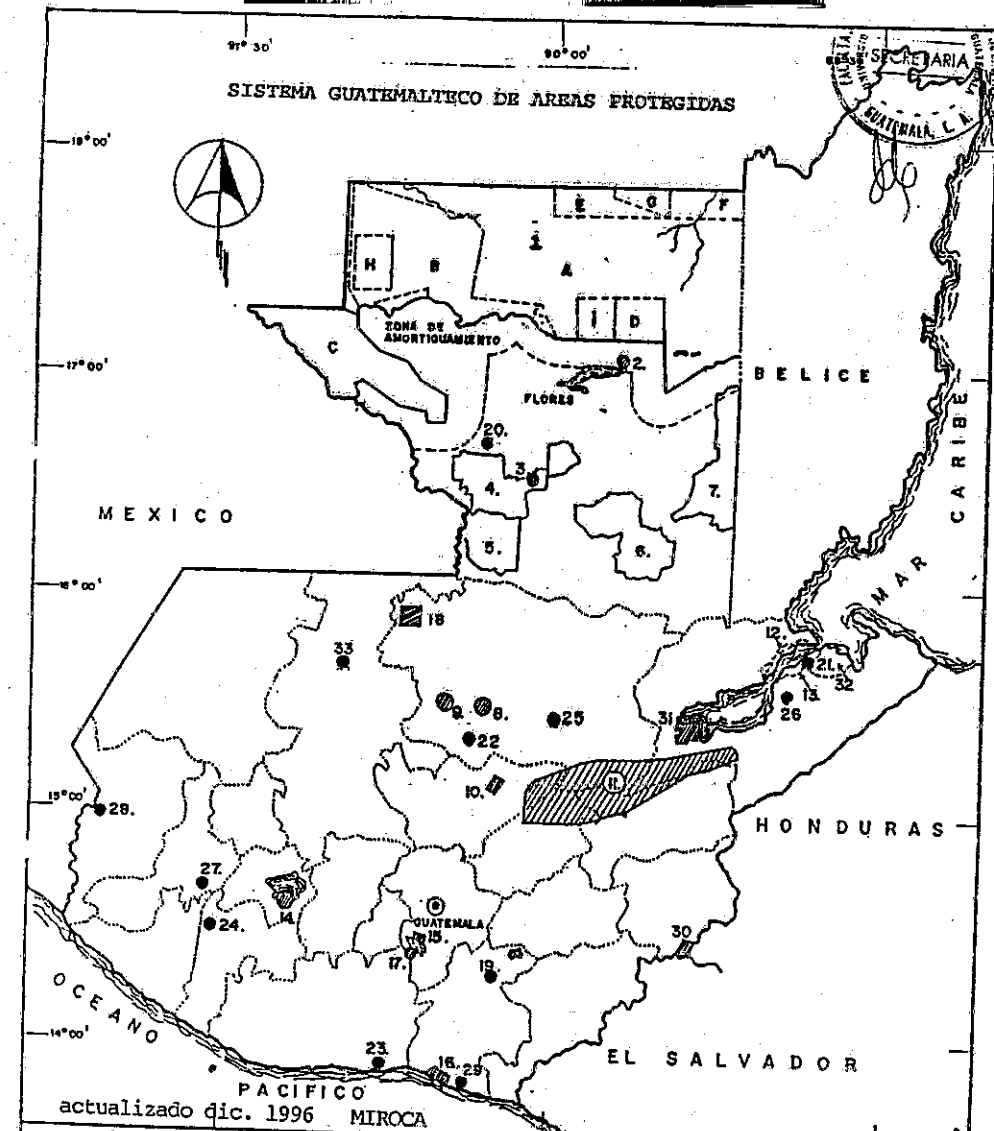 91° 30'
90° 00'
SECRETARIA
GUATEMALA, C. A.
SISTEMA GUATEMALTECO DE AREAS PROTEGIDAS
18° 00'
E
G
F
1
H
B
A
I
D
ZONA DE
AMORTIGUAMIENTO
C
17° 00'
2.
BELICE
FLORES
20.
3
4.
7.
MEXICO
5.
6.
CARIBE
MAR
16° 00'
18
12.
33
21.
13.
32
9.
8.
25
26
31.
22
10.
11.
15° 00'
28.
HONDURAS
27.
14.
24.
GUATEMALA
15.
17.
30
19.
OCEANO
14° 00'
23.
16.
29
EL SALVADOR
PACIFICO
actualizado dic. 1996 MIROCA